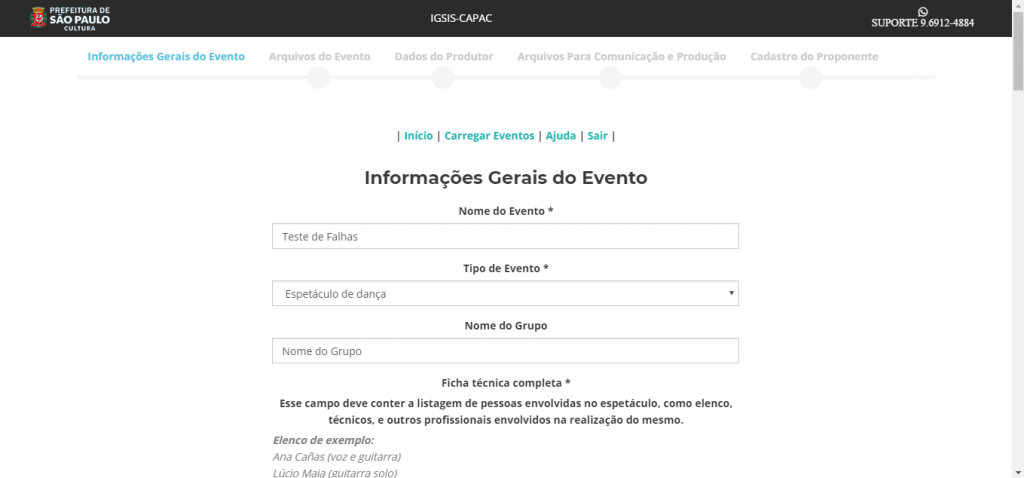 PREFEITURA DE
SÃO PAULO
CULTURA
IGSIS-CAPAC
SUPORTE 9.6912-4884
Informações Gerais do Evento
Arquivos do Evento
Dados do Produtor
Arquivos Para Comunicação e Produção
Cadastro do Proponente
| Início | Carregar Eventos | Ajuda | Sair |
Informações Gerais do Evento
Nome do Evento *
Teste de Falhas
Tipo de Evento *
Espetáculo de dança
Nome do Grupo
Nome do Grupo
Ficha técnica completa *
Esse campo deve conter a listagem de pessoas envolvidas no espetáculo, como elenco,
técnicos, e outros profissionais envolvidos na realização do mesmo.
Elenco de exemplo:
Ana Cañas (voz e guitarra)
Lúcio Maia (guitarra solo)